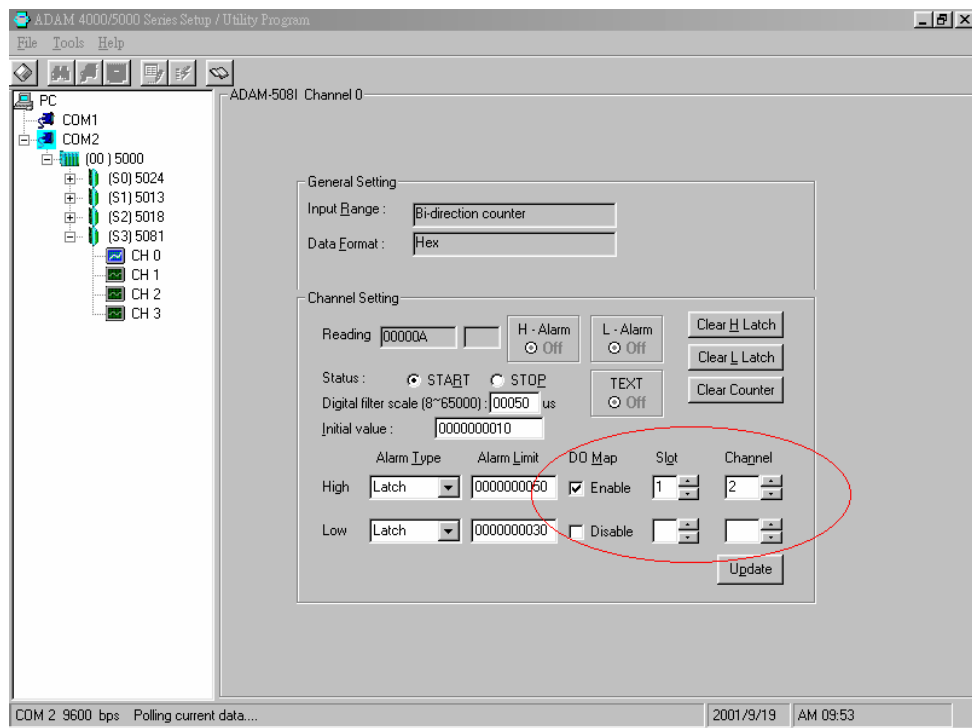 ADAM 4000/5000 Series Setup / Utility Program
File Tools Help
PC
COM1
COM2
(00 ) 5000
(S0) 5024
(S1) 5013
(S2) 5018
(S3) 5081
CH 0
CH 1
CH 2
CH 3
ADAM-508I Channel 0
General Setting
Input Range : Bi-direction counter
Data Format : Hex
Channel Setting
Reading 00000A
H - Alarm
Off
L - Alarm
Off
Clear H Latch
Clear L Latch
Status : START STOP
TEXT
Off
Clear Counter
Digital filter scale (8~65000) : 00050 us
Initial value : 0000000010
Alarm Type Alarm Limit DO Map Slot Channel
High Latch 0000000050 Enable 1 2
Low Latch 0000000030 Disable
Update
COM 2 9600 bps Polling current data.... 2001/9/19 AM 09:53